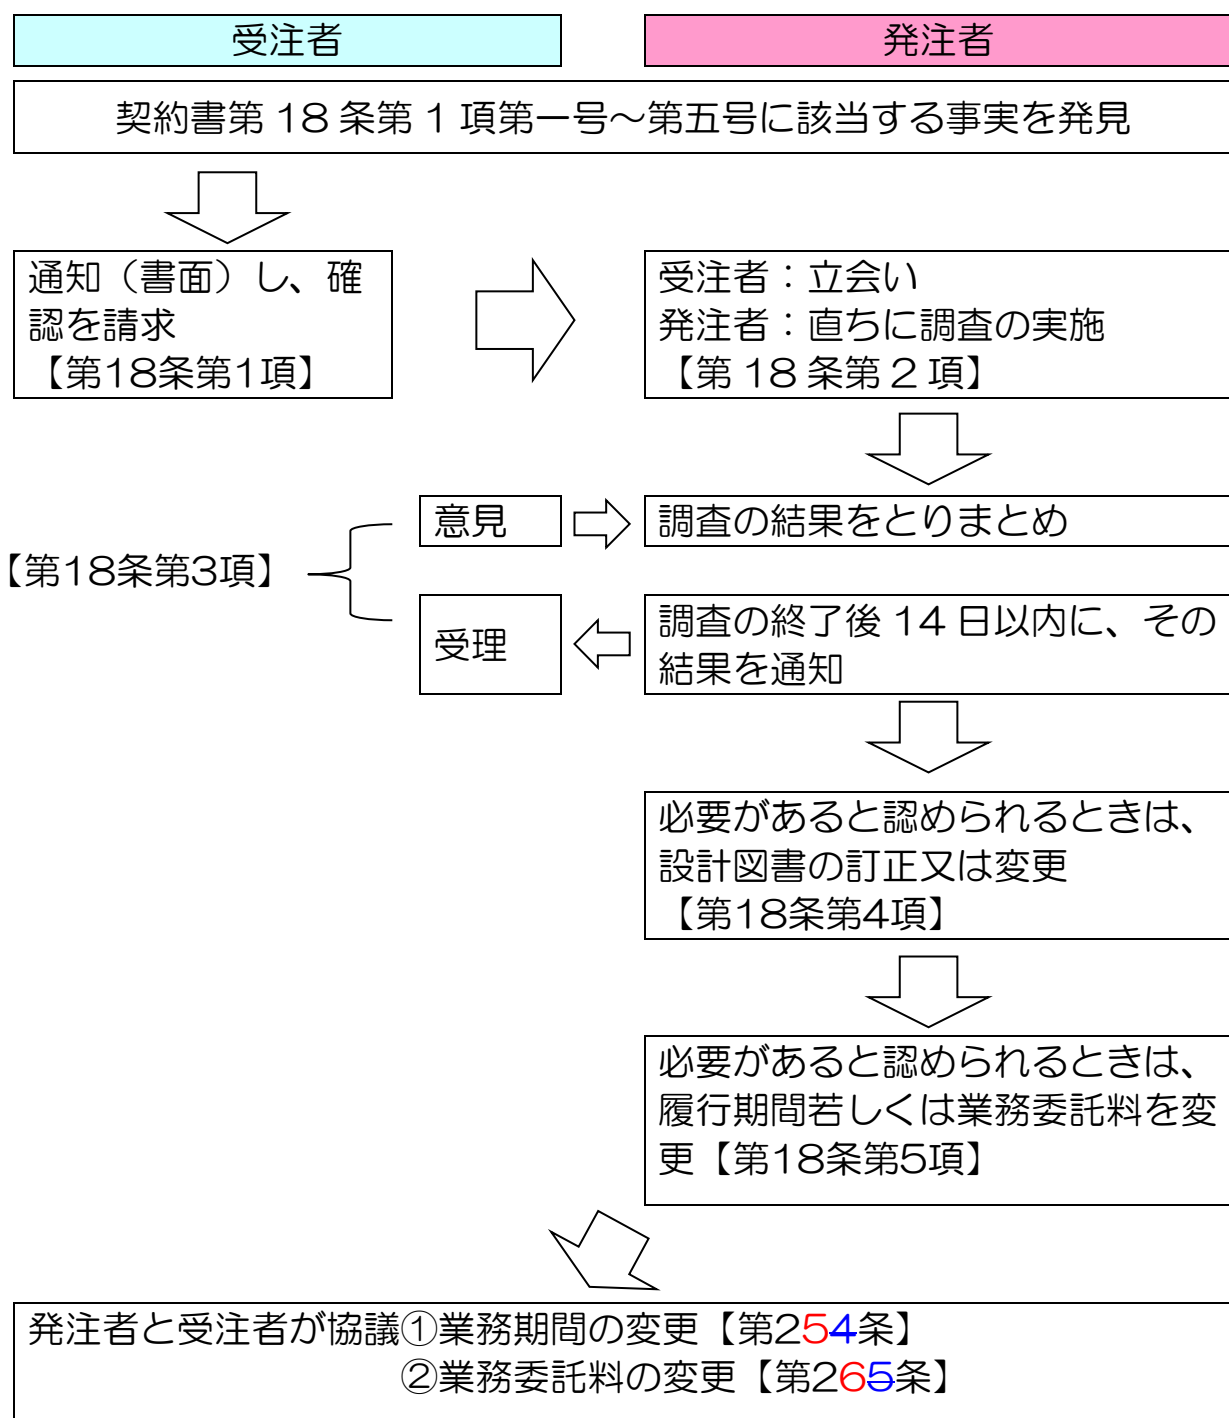 受注者
発注者
契約書第 18 条第 1 項第一号～第五号に該当する事実を発見
通知（書面）し、確
認を請求
【第18条第1項】
受注者：立会い
発注者：直ちに調査の実施
【第 18 条第 2 項】
意見
調査の結果をとりまとめ
【第18条第3項】
受理
調査の終了後 14 日以内に、その
結果を通知
必要があると認められるときは、
設計図書の訂正又は変更
【第18条第4項】
必要があると認められるときは、
履行期間若しくは業務委託料を変
更【第18条第5項】
発注者と受注者が協議①業務期間の変更【第254条】
②業務委託料の変更【第265条】